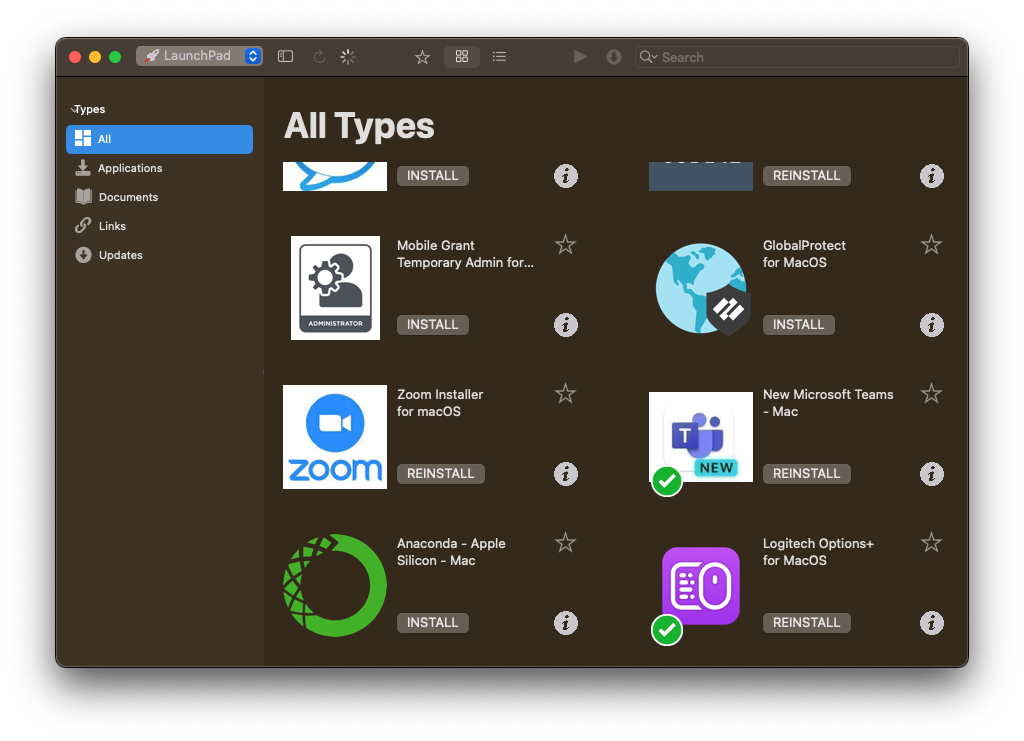 LaunchPad
Search
Types
All
Applications
Documents
Links
Updates
All Types
INSTALL
REINSTALL
ADMINISTRATOR
Mobile Grant
Temporary Admin for...
INSTALL
GlobalProtect
for MacOS
INSTALL
zoom
Zoom Installer
for macOS
REINSTALL
T
NEW
New Microsoft Teams
- Mac
REINSTALL
Anaconda - Apple
Silicon - Mac
INSTALL
Logitech Options+
for MacOS
REINSTALL